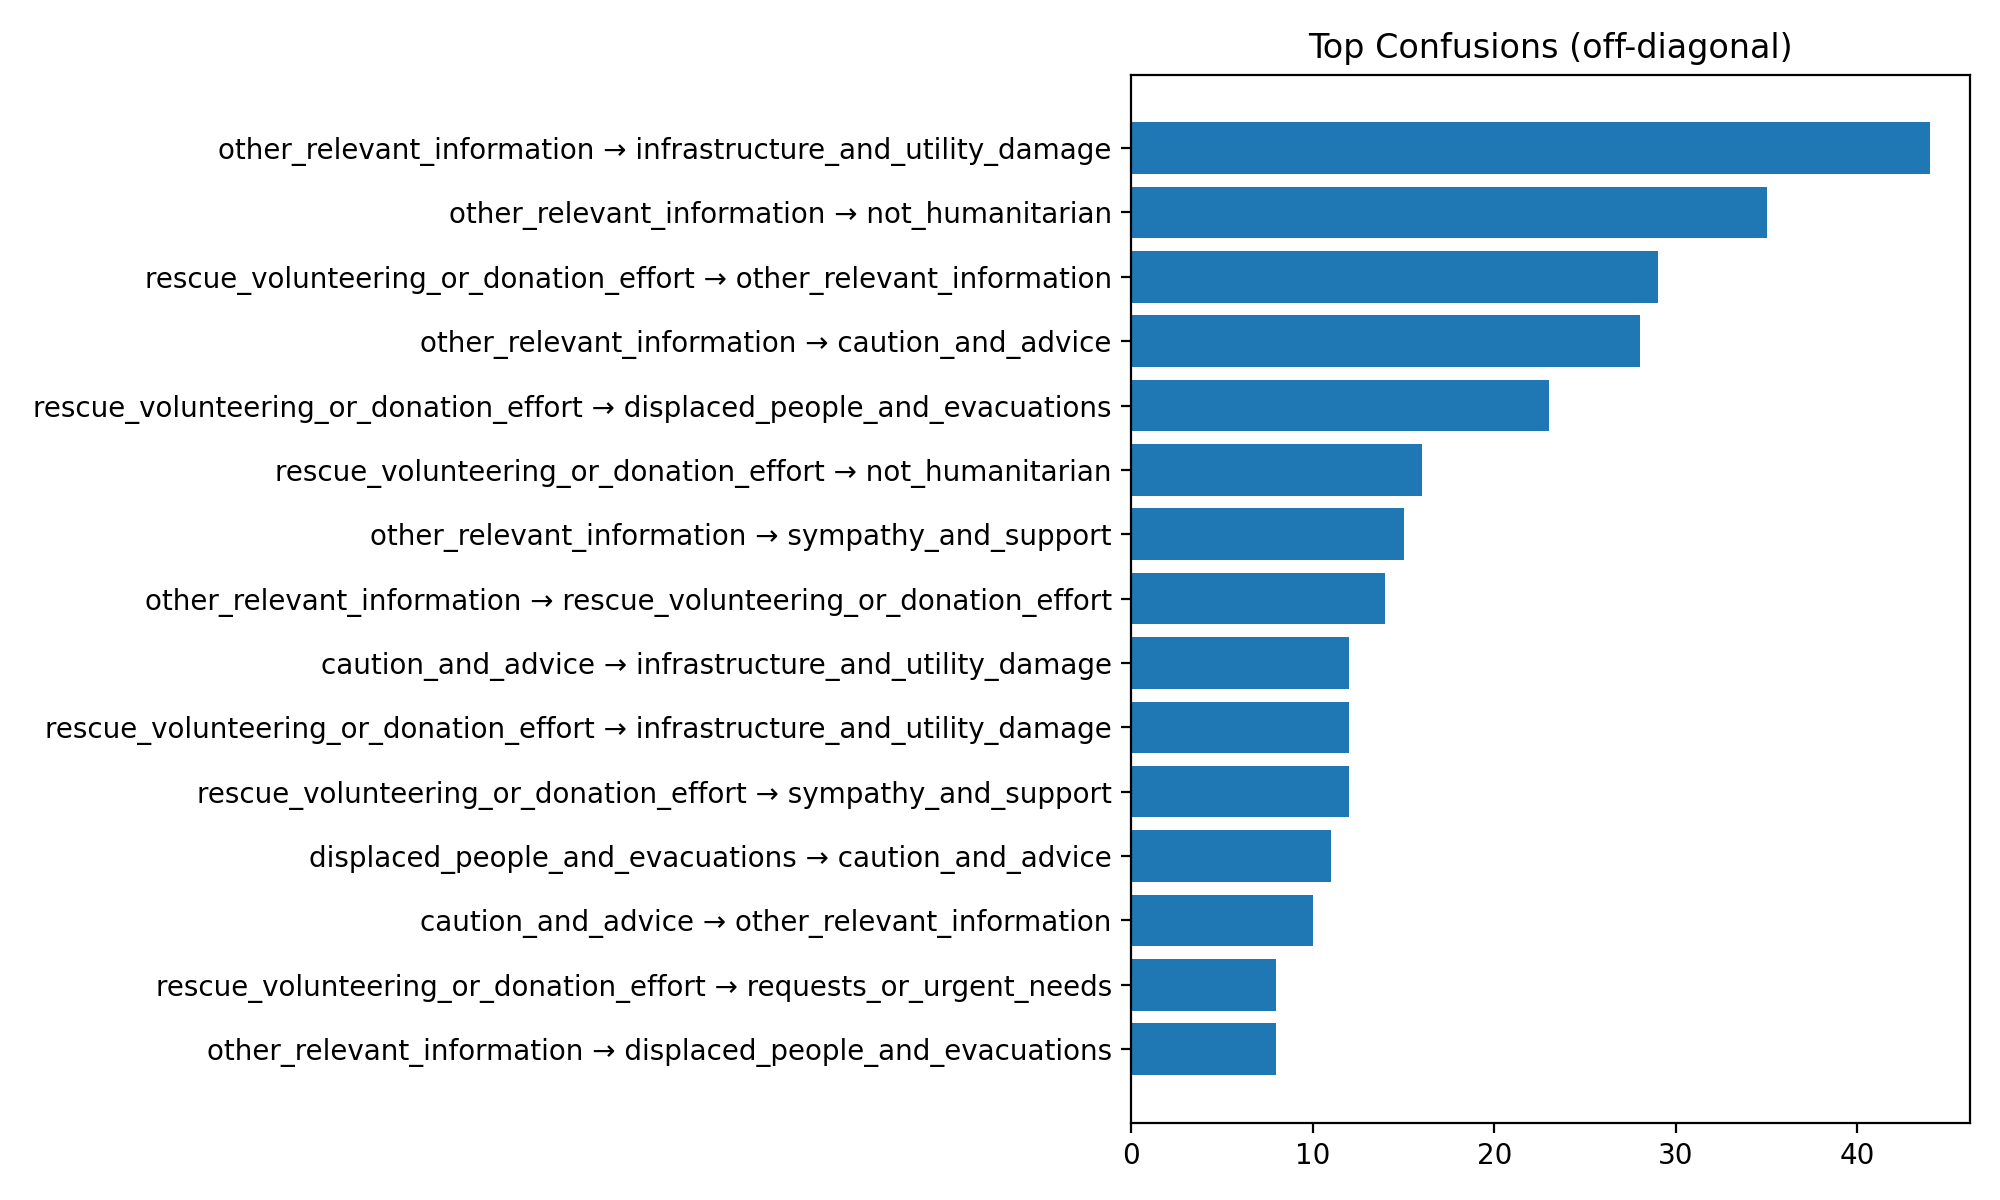 Top Confusions (off-diagonal)
other_relevant_information → infrastructure_and_utility_damage
other_relevant_information → not_humanitarian
rescue_volunteering_or_donation_effort → other_relevant_information
other_relevant_information → caution_and_advice
rescue_volunteering_or_donation_effort → displaced_people_and_evacuations
rescue_volunteering_or_donation_effort → not_humanitarian
other_relevant_information → sympathy_and_support
other_relevant_information → rescue_volunteering_or_donation_effort
caution_and_advice → infrastructure_and_utility_damage
rescue_volunteering_or_donation_effort → infrastructure_and_utility_damage
rescue_volunteering_or_donation_effort → sympathy_and_support
displaced_people_and_evacuations → caution_and_advice
caution_and_advice → other_relevant_information
rescue_volunteering_or_donation_effort → requests_or_urgent_needs
other_relevant_information → displaced_people_and_evacuations
0 10 20 30 40